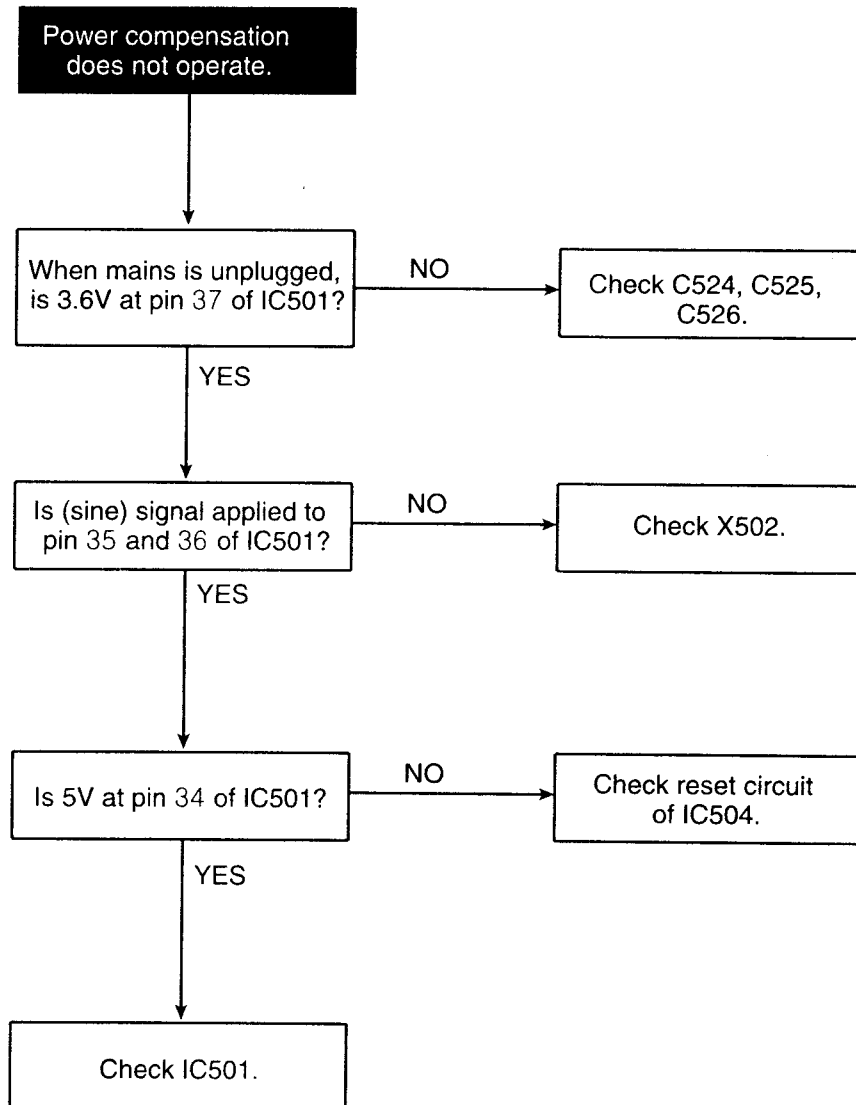 Power compensation
does not operate.
When mains is unplugged,
is 3.6V at pin 37 of IC501?
NO
Check C524, C525,
C526.
YES
Is (sine) signal applied to
pin 35 and 36 of IC501?
NO
Check X502.
YES
Is 5V at pin 34 of IC501?
NO
Check reset circuit
of IC504.
YES
Check IC501.